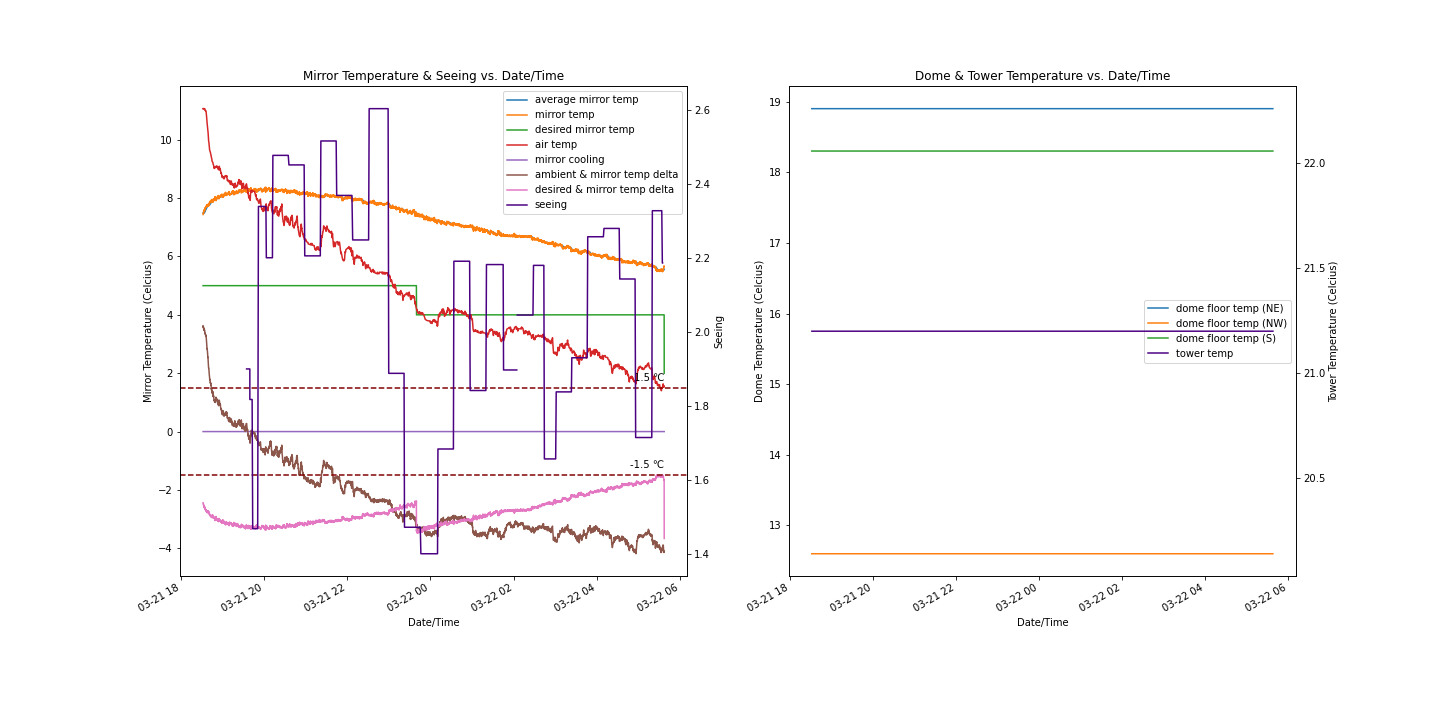 Mirror Temperature & Seeing vs. Date/Time
average mirror temp
mirror temp
desired mirror temp
air temp
mirror cooling
ambient & mirror temp delta
desired & mirror temp delta
seeing
10
8
6
4
2
0
−2
−4
Mirror Temperature (Celcius)
1.5 °C
-1.5 °C
2.6
2.4
2.2
2.0
1.8
1.6
1.4
Seeing
03-21 18
03-21 20
03-21 22
03-22 00
03-22 02
03-22 04
03-22 06
Date/Time
Dome & Tower Temperature vs. Date/Time
19
18
17
16
15
14
13
Dome Temperature (Celcius)
dome floor temp (NE)
dome floor temp (NW)
dome floor temp (S)
tower temp
22.0
21.5
21.0
20.5
Tower Temperature (Celcius)
03-21 18
03-21 20
03-21 22
03-22 00
03-22 02
03-22 04
03-22 06
Date/Time